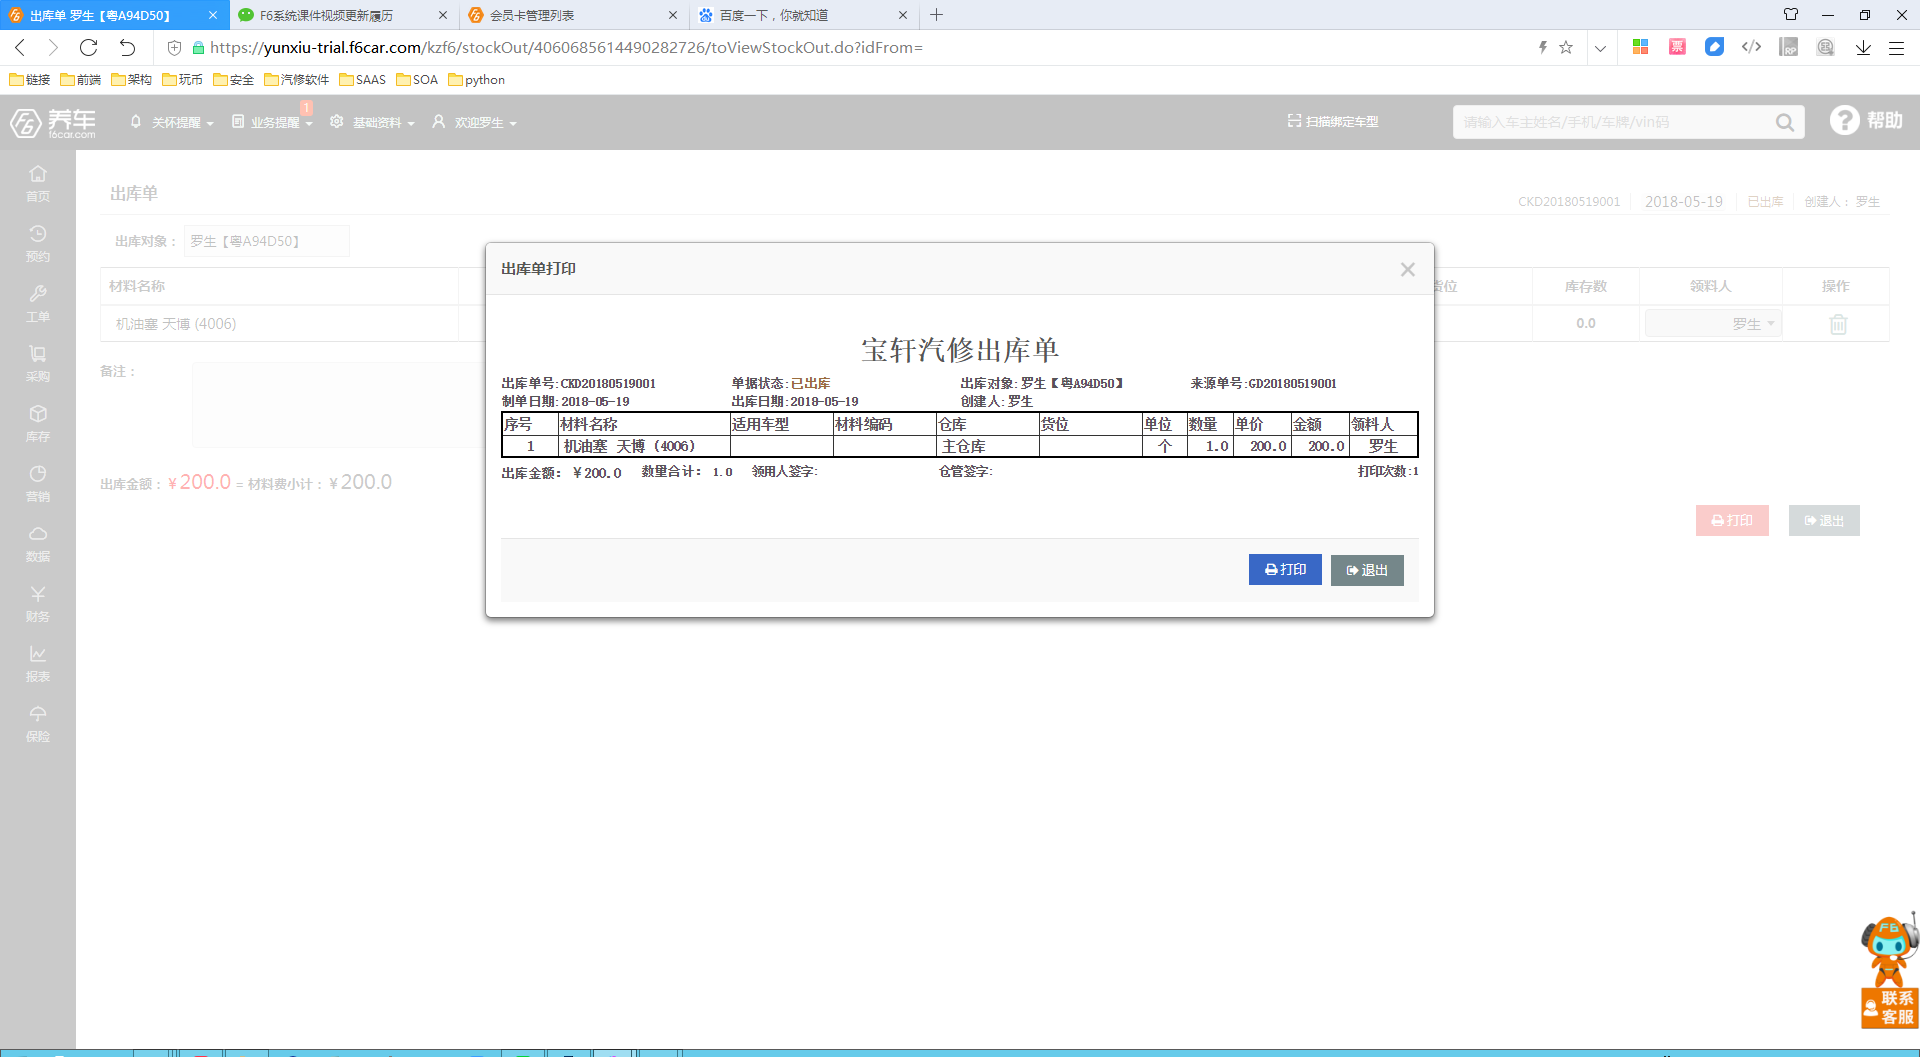 出库单 罗生【粤A94D50】
F6系统课件视频更新履历
会员卡管理列表
百度一下，你就知道
https://yunxiu-trial.f6car.com/kzf6/stockOut/4060685614490282726/toViewStockOut.do?idFrom=
票
RP
链接 前端 架构 玩币 安全 汽修软件 SAAS SOA python
F6 养车 f6car.com
关怀提醒
业务提醒 1
基础资料
欢迎罗生
扫描绑定车型
请输入车主姓名/手机/车牌/vin码
? 帮助
首页
预约
工单
采购
库存
营销
数据
财务
报表
保险
出库单
CKD20180519001 2018-05-19 已出库 创建人： 罗生
出库对象： 罗生【粤A94D50】
材料名称 货位 库存数 领料人 操作
机油塞 天博 (4006) 0.0 罗生
备注：
出库金额：￥200.0 = 材料费小计：￥200.0
打印 退出
出库单打印 ×
宝轩汽修出库单
出库单号:CKD20180519001 单据状态:已出库 出库对象:罗生【粤A94D50】 来源单号:GD20180519001
制单日期:2018-05-19 出库日期:2018-05-19 创建人:罗生
序号 材料名称 适用车型 材料编码 仓库 货位 单位 数量 单价 金额 领料人
1 机油塞 天博 (4006) 主仓库 个 1.0 200.0 200.0 罗生
出库金额: ￥200.0 数量合计: 1.0 领用人签字: 仓管签字: 打印次数:1
打印 退出
F6
联系
客服